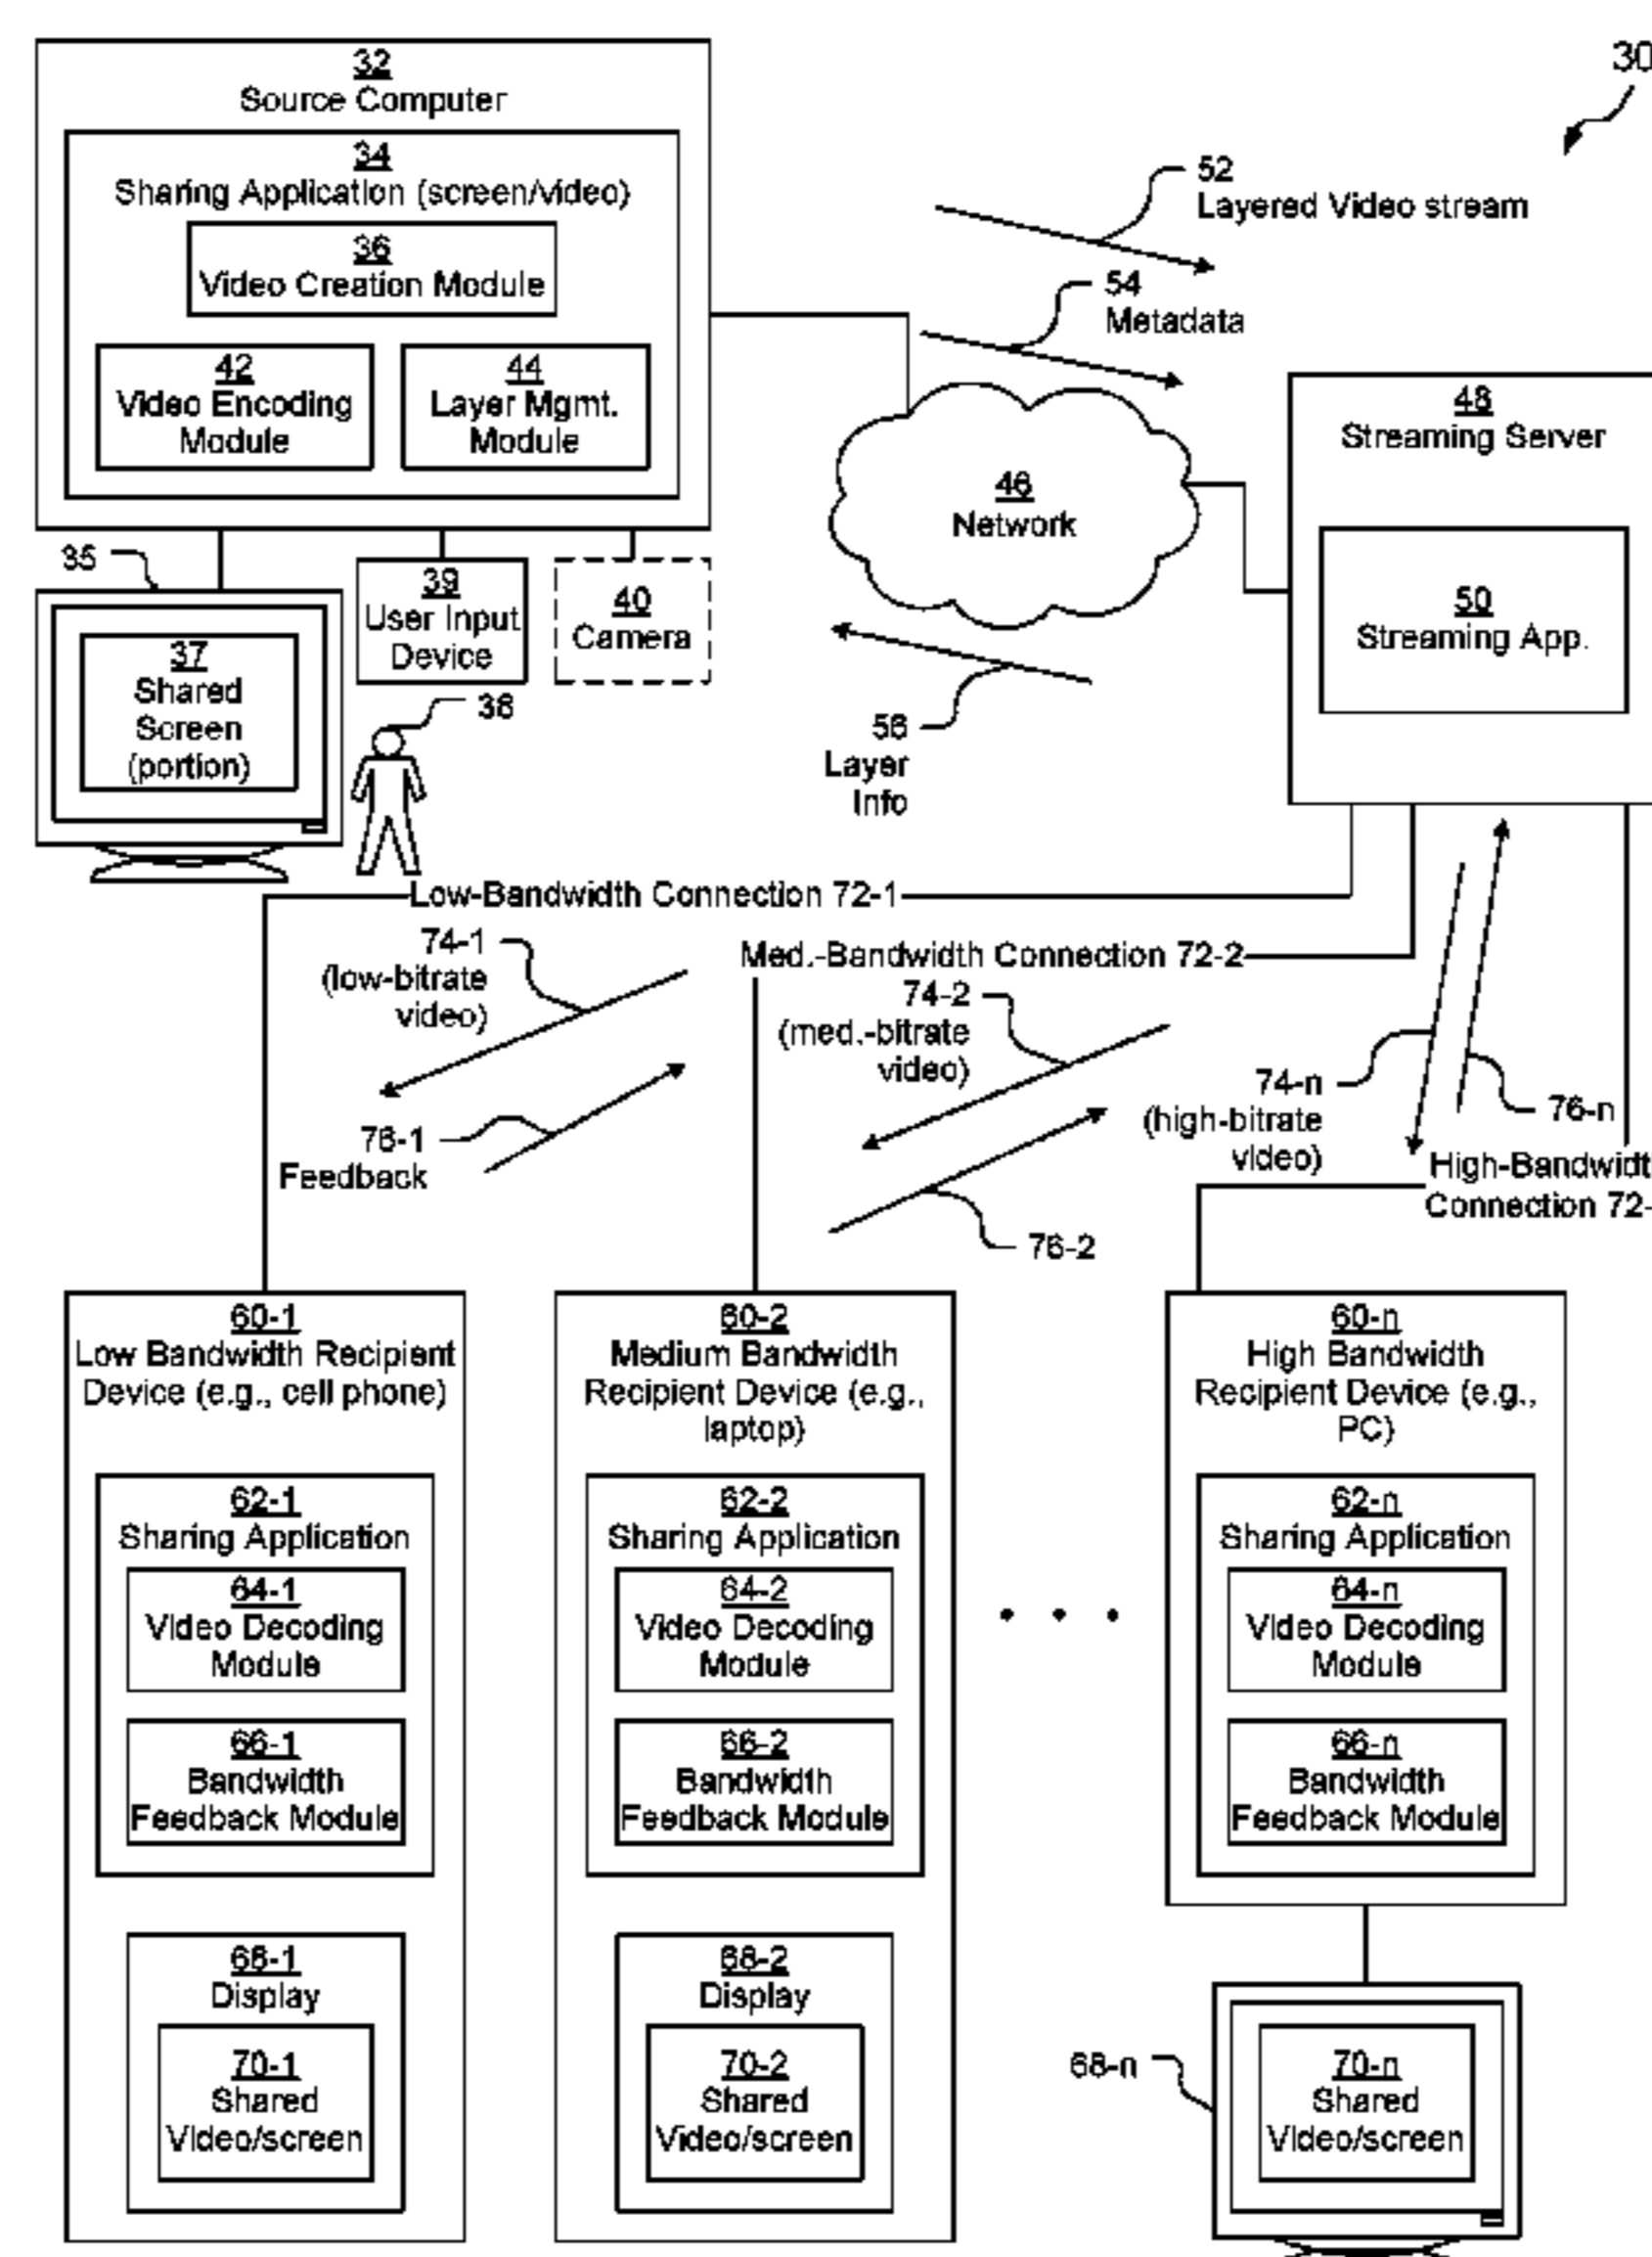 30
32
Source Computer
34
Sharing Application (screen/video)
36
Video Creation Module
42
Video Encoding
Module
44
Layer Mgmt.
Module
52
Layered Video stream
54
Metadata
46
Network
48
Streaming Server
50
Streaming App.
35
37
Shared
Screen
(portion)
39
User Input
Device
40
Camera
38
56
Layer
Info
Low-Bandwidth Connection 72-1
Med.-Bandwidth Connection 72-2
74-1
(low-bitrate
video)
76-1
Feedback
74-2
(med.-bitrate
video)
76-2
74-n
(high-bitrate
video)
76-n
High-Bandwidt
Connection 72-
60-1
Low Bandwidth Recipient
Device (e.g., cell phone)
62-1
Sharing Application
64-1
Video Decoding
Module
66-1
Bandwidth
Feedback Module
68-1
Display
70-1
Shared
Video/screen
60-2
Medium Bandwidth
Recipient Device (e.g.,
laptop)
62-2
Sharing Application
64-2
Video Decoding
Module
66-2
Bandwidth
Feedback Module
68-2
Display
70-2
Shared
Video/screen
60-n
High Bandwidth
Recipient Device (e.g.,
PC)
62-n
Sharing Application
64-n
Video Decoding
Module
66-n
Bandwidth
Feedback Module
68-n
70-n
Shared
Video/screen